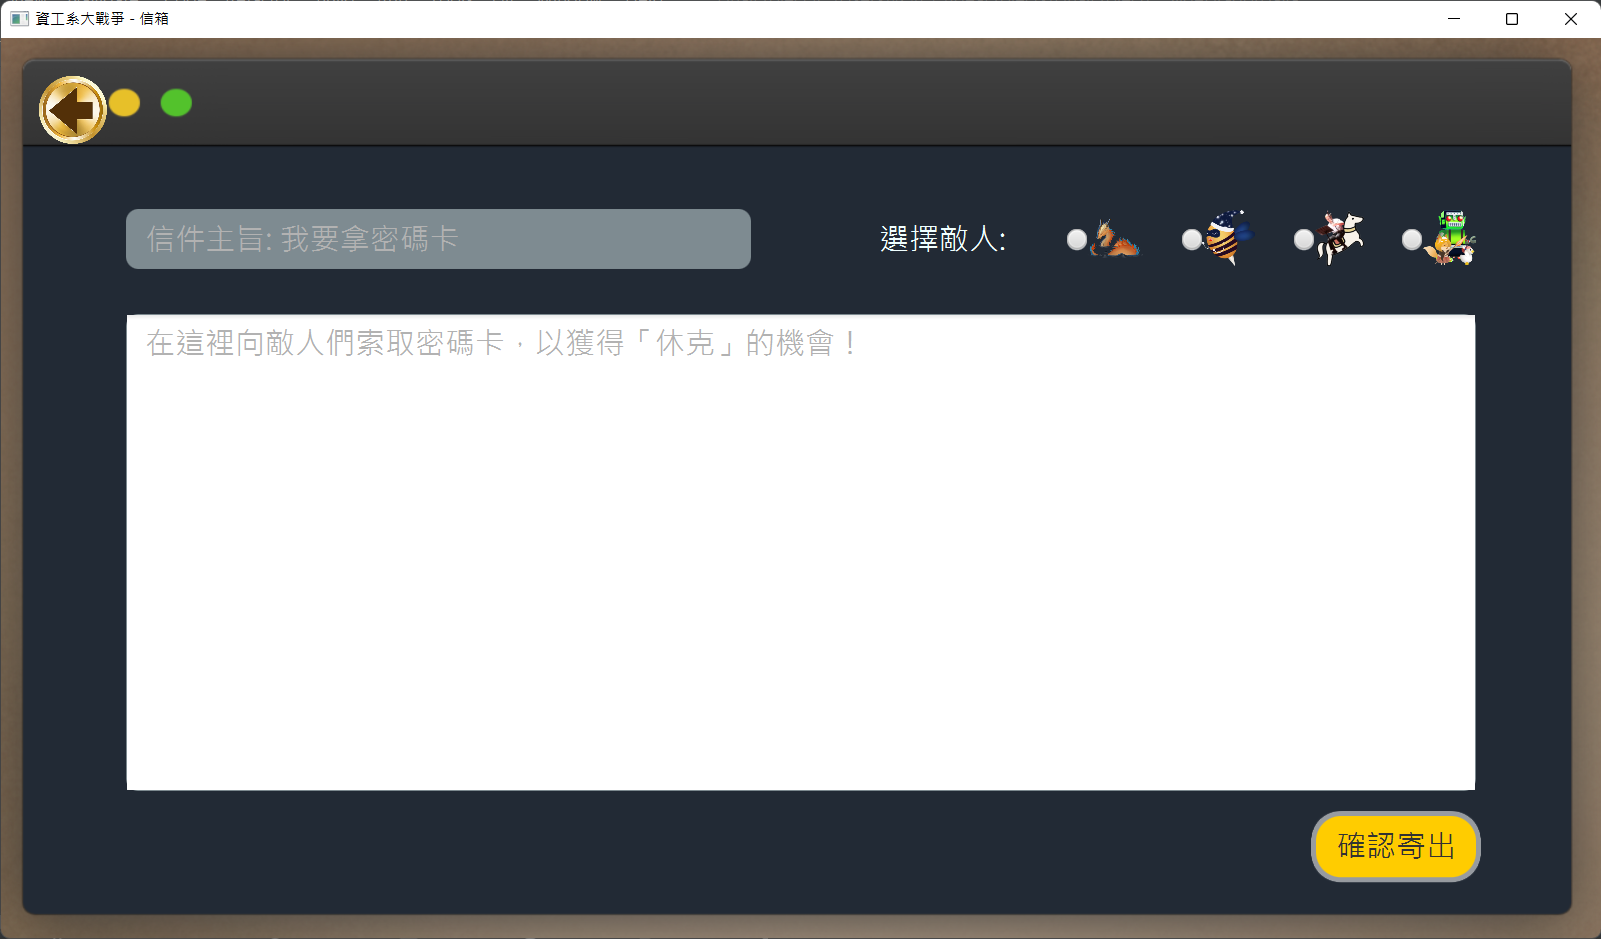 資工系大戰爭 - 信箱
信件主旨: 我要拿密碼卡
選擇敵人:
在這裡向敵人們索取密碼卡，以獲得「休克」的機會！
確認寄出